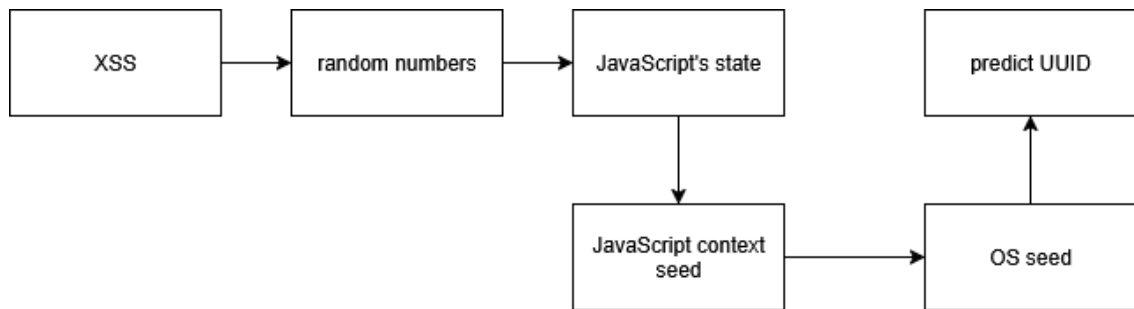 XSS
random numbers
JavaScript's state
predict UUID
JavaScript context
seed
OS seed